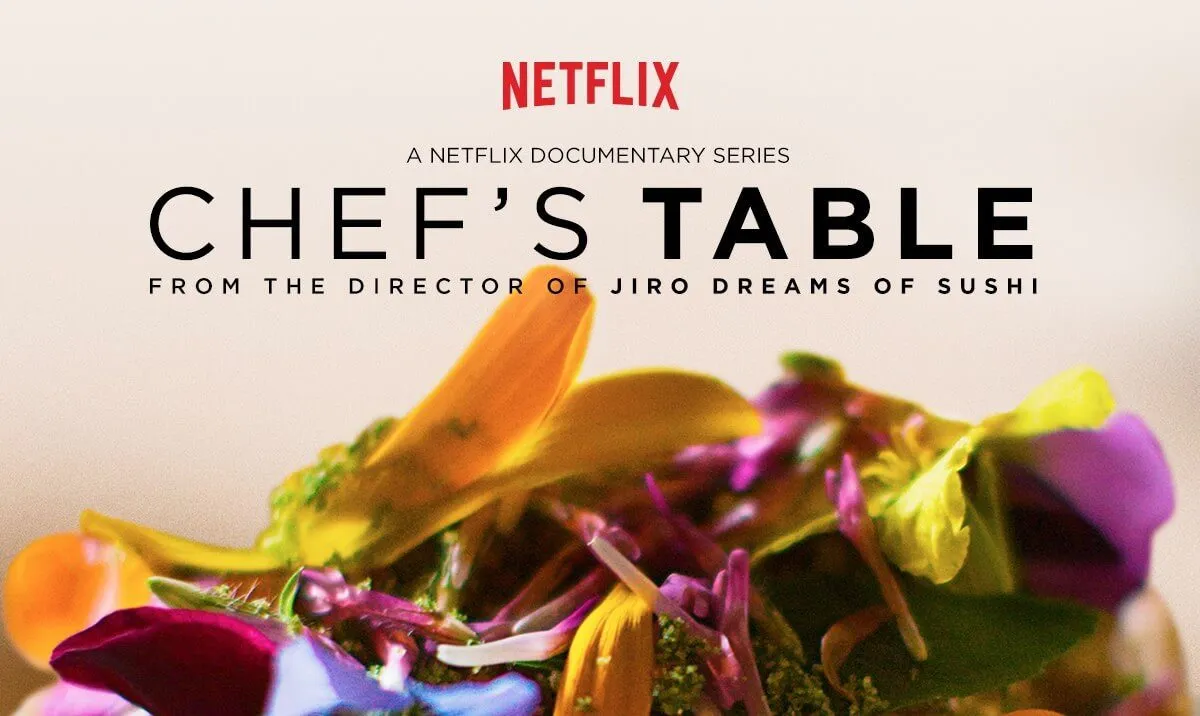 NETFLIX
A NETFLIX DOCUMENTARY SERIES
CHEF'S TABLE
FROM THE DIRECTOR OF JIRO DREAMS OF SUSHI